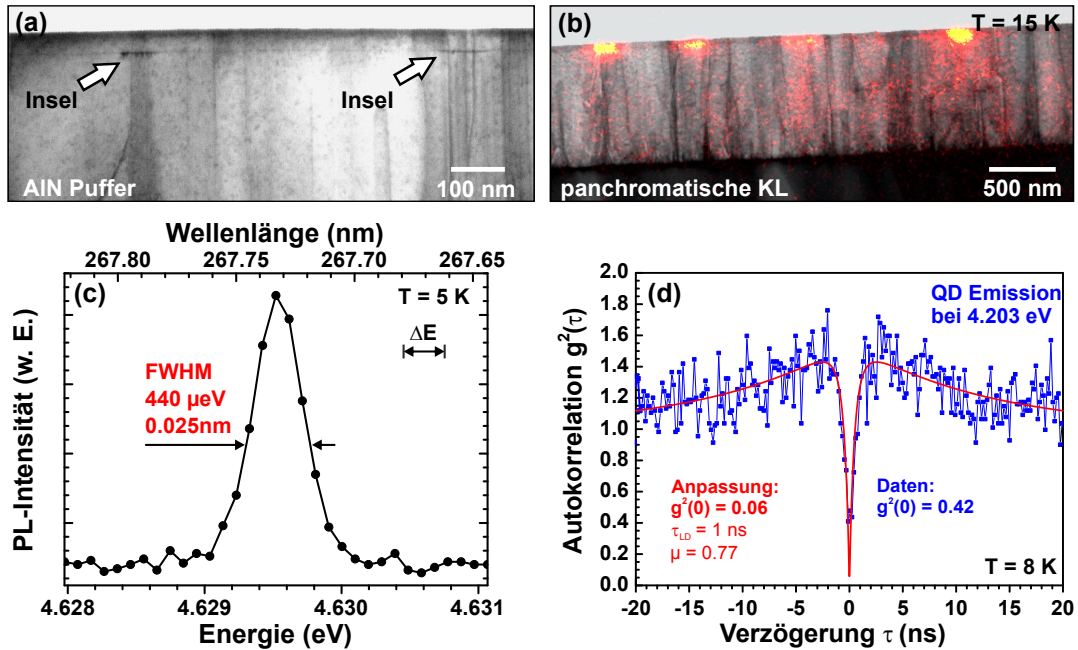 (a)
Insel
Insel
AlN Puffer
100 nm
(b)
T = 15 K
panchromatische KL
500 nm
Wellenlänge (nm)
267.80 267.75 267.70 267.65
(c)
T = 5 K
ΔE
FWHM
440 µeV
0.025nm
PL-Intensität (w. E.)
4.628 4.629 4.630 4.631
Energie (eV)
(d)
QD Emission
bei 4.203 eV
2.0
1.8
1.6
1.4
1.2
1.0
0.8
0.6
0.4
0.2
0.0
Autokorrelation g²(τ)
Anpassung:
g²(0) = 0.06
τLD = 1 ns
µ = 0.77
Daten:
g²(0) = 0.42
T = 8 K
-20 -15 -10 -5 0 5 10 15 20
Verzögerung τ (ns)